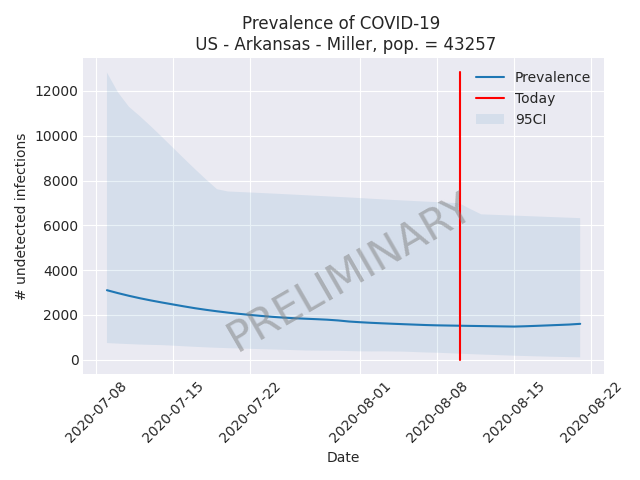 Prevalence of COVID-19
US - Arkansas - Miller, pop. = 43257
Prevalence
Today
95CI
12000
10000
8000
6000
4000
2000
0
# undetected infections
PRELIMINARY
2020-07-08
2020-07-15
2020-07-22
2020-08-01
2020-08-08
2020-08-15
2020-08-22
Date